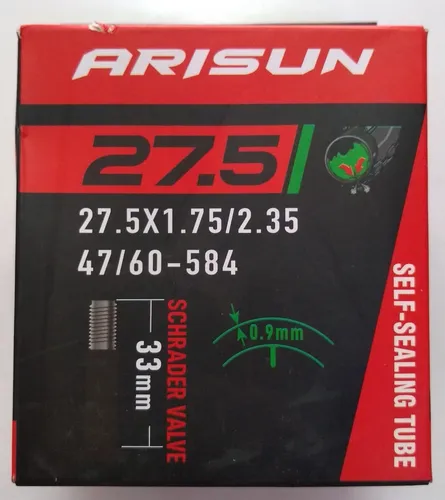 ARISUN
27.5
27.5X1.75/2.35
47/60-584
SCHRADER VALVE
33mm
0.9mm
SELF-SEALING TUBE